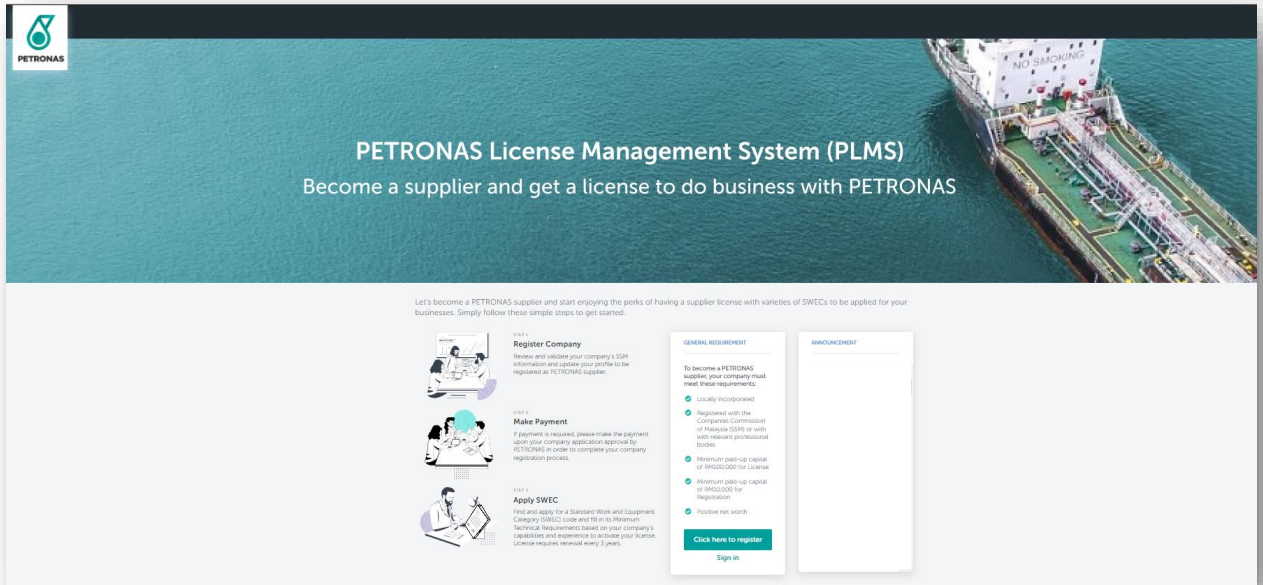 PETRONAS
NO SMOKING
PETRONAS License Management System (PLMS)
Become a supplier and get a license to do business with PETRONAS
Let's become a PETRONAS supplier and start enjoying the perks of having a supplier license with varieties of SWECs to be applied for your
businesses. Simply follow these simple steps to get started.
STEP 1
Register Company
Review and validate your company's SSM
information and update your profile to be
registered as PETRONAS supplier.
STEP 2
Make Payment
If payment is required, please make the payment
upon your company application approval by
PETRONAS in order to complete your company
registration process.
STEP 3
Apply SWEC
Find and apply for a Standard Work and Equipment
Category (SWEC) code and fill in its Minimum
Technical Requirements based on your company's
capabilities and experience to activate your license.
License requires renewal every 3 years.
GENERAL REQUIREMENT
To become a PETRONAS
supplier, your company must
meet these requirements:
Locally incorporated
Registered with the
Companies Commission
of Malaysia (SSM) or with
with relevant professional
bodies
Minimum paid-up capital
of RM100,000 for License
Minimum paid-up capital
of RM10,000 for
Registration
Positive net worth
Click here to register
Sign in
ANNOUNCEMENT